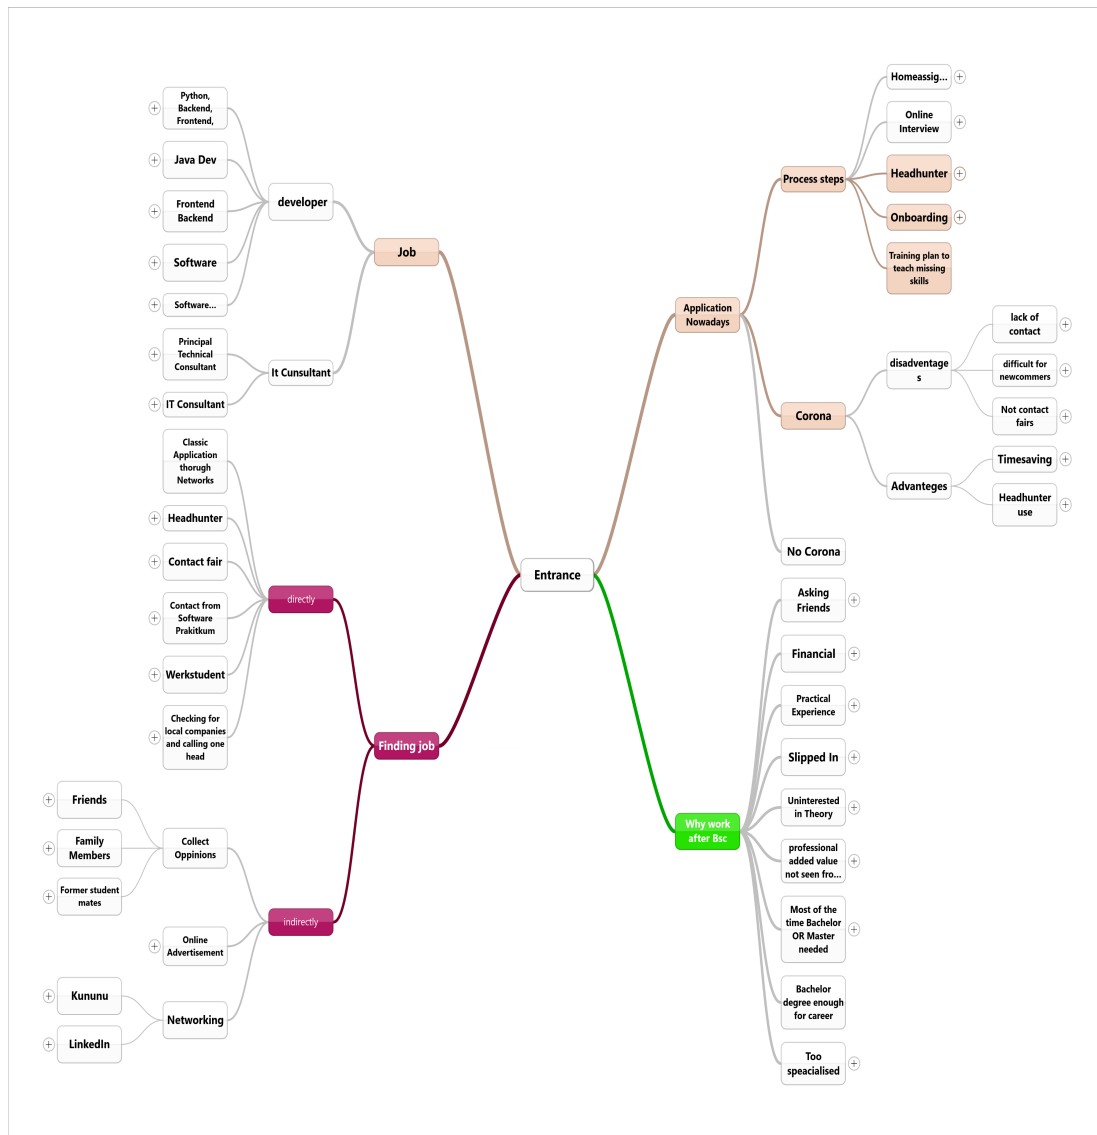 Python,
Backend,
Frontend,
Java Dev
Frontend
Backend
Software
Software...
developer
Principal
Technical
Consultant
IT Consultant
It Cunsultant
Job
Classic
Application
thorugh
Networks
Headhunter
Contact fair
Contact from
Software
Prakitkum
Werkstudent
Checking for
local companies
and calling one
head
directly
Finding job
Friends
Family
Members
Former student
mates
Collect
Oppinions
Online
Advertisement
Kununu
LinkedIn
Networking
indirectly
Entrance
Application
Nowadays
Process steps
Homeassig...
Online
Interview
Headhunter
Onboarding
Training plan to
teach missing
skills
Corona
disadventage
s
lack of
contact
difficult for
newcommers
Not contact
fairs
Advanteges
Timesaving
Headhunter
use
No Corona
Why work
after Bsc
Asking
Friends
Financial
Practical
Experience
Slipped In
Uninterested
in Theory
professional
added value
not seen fro...
Most of the
time Bachelor
OR Master
needed
Bachelor
degree enough
for career
Too
speacialised